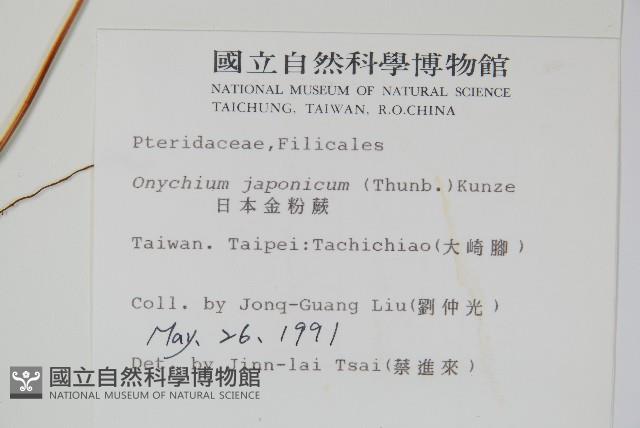 國立自然科學博物館
NATIONAL MUSEUM OF NATURAL SCIENCE
TAICHUNG, TAIWAN, R.O.CHINA
Pteridaceae,Filicales
Onychium japonicum (Thunb.)Kunze
日本金粉蕨
Taiwan. Taipei:Tachichiao(大崎腳)
Coll. by Jonq-Guang Liu(劉仲光)
May, 26, 1991
Det. by Jinn-lai Tsai(蔡進來)
國立自然科學博物館
NATIONAL MUSEUM OF NATURAL SCIENCE